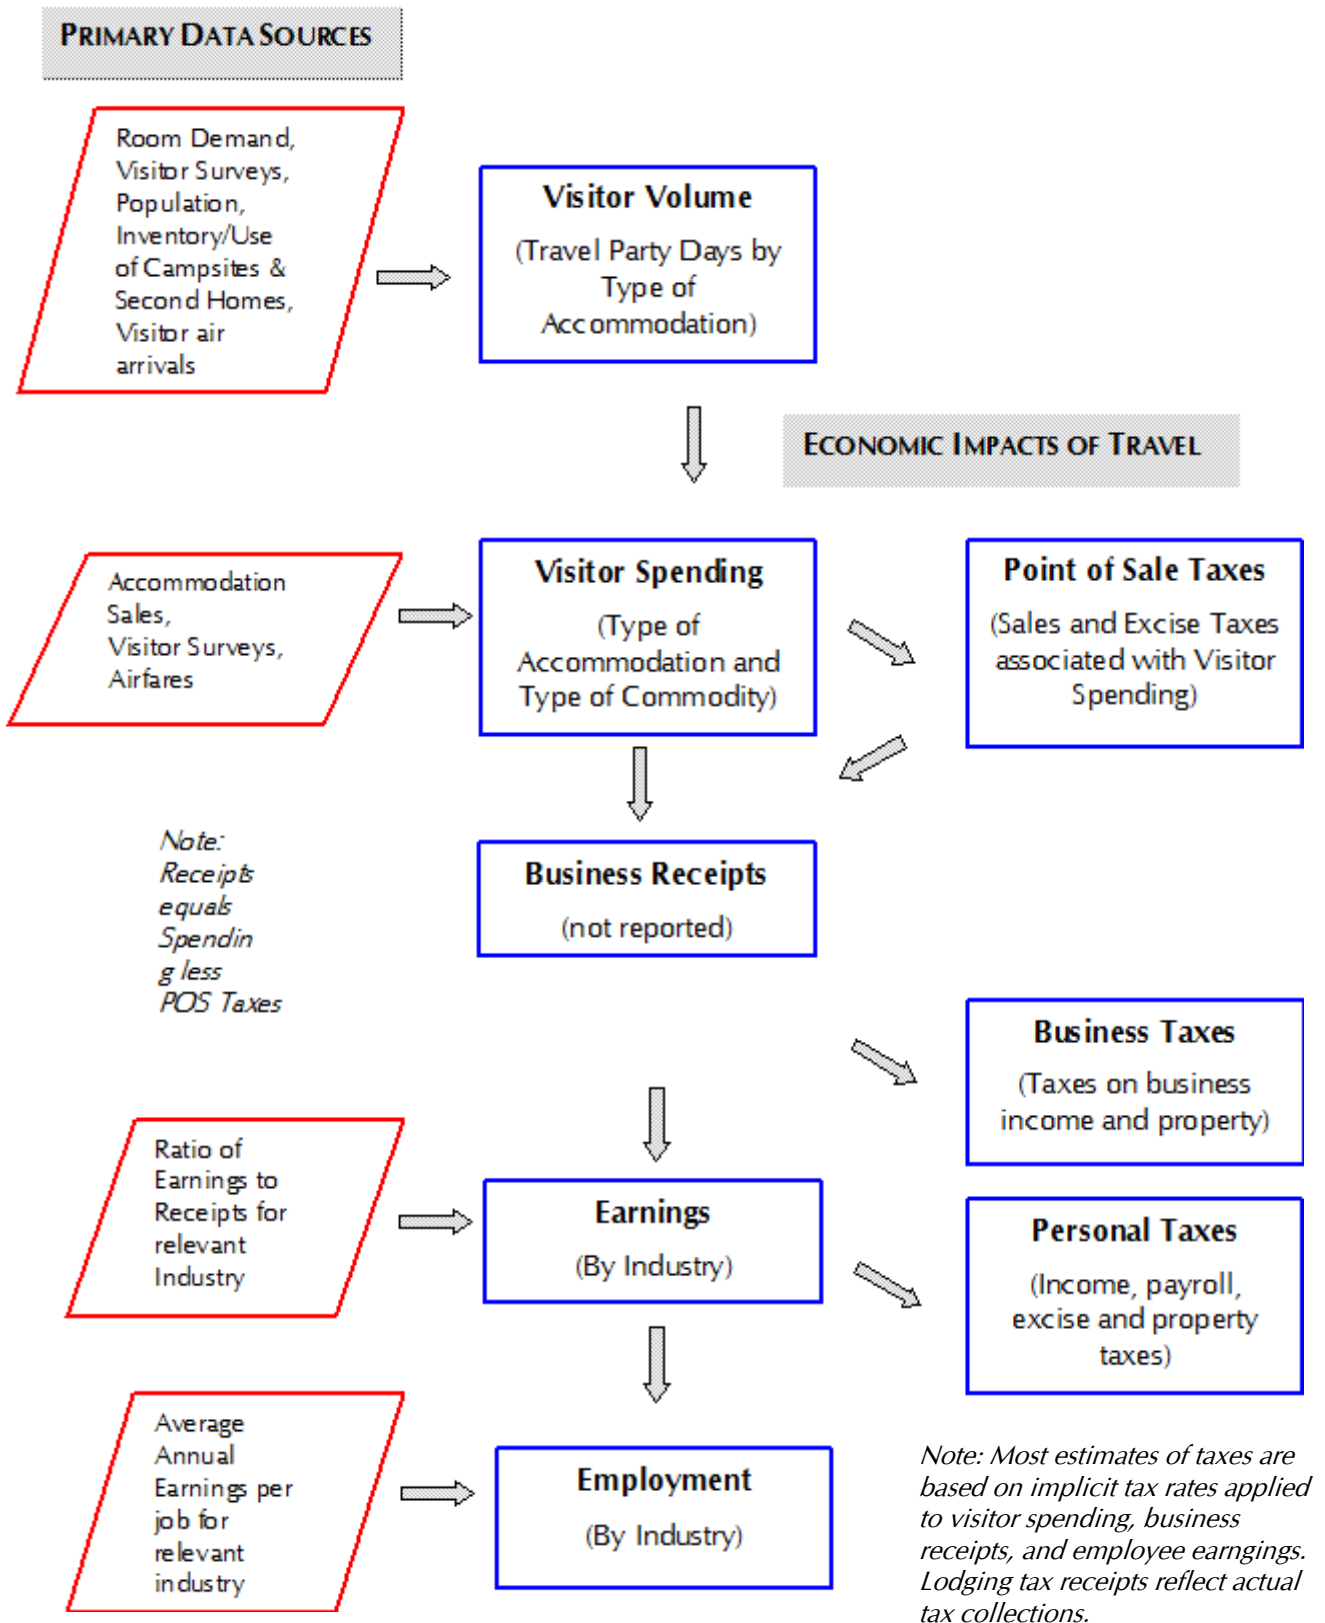 PRIMARY DATA SOURCES
Room Demand,
Visitor Surveys,
Population,
Inventory/Use
of Campsites &
Second Homes,
Visitor air
arrivals
Visitor Volume
(Travel Party Days by
Type of
Accommodation)
ECONOMIC IMPACTS OF TRAVEL
Accommodation
Sales,
Visitor Surveys,
Airfares
Visitor Spending
(Type of
Accommodation and
Type of Commodity)
Point of Sale Taxes
(Sales and Excise Taxes
associated with Visitor
Spending)
Note:
Receipts
equals
Spendin
g less
POS Taxes
Business Receipts
(not reported)
Business Taxes
(Taxes on business
income and property)
Ratio of
Earnings to
Receipts for
relevant
Industry
Earnings
(By Industry)
Personal Taxes
(Income, payroll,
excise and property
taxes)
Average
Annual
Earnings per
job for
relevant
industry
Employment
(By Industry)
Note: Most estimates of taxes are
based on implicit tax rates applied
to visitor spending, business
receipts, and employee earngings.
Lodging tax receipts reflect actual
tax collections.